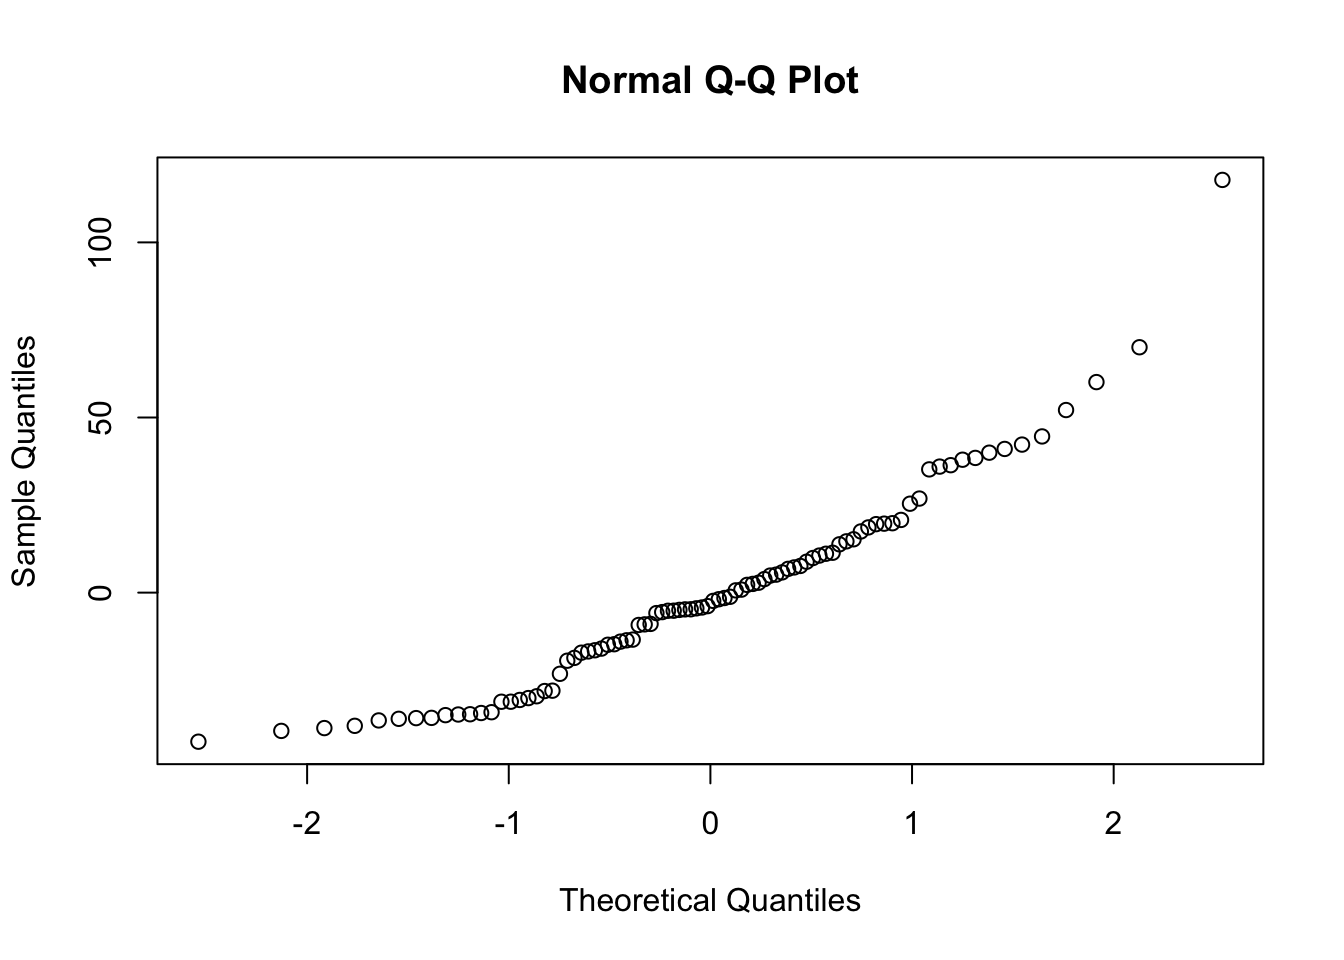 Normal Q-Q Plot
Sample Quantiles
100
50
0
-2 -1 0 1 2
Theoretical Quantiles